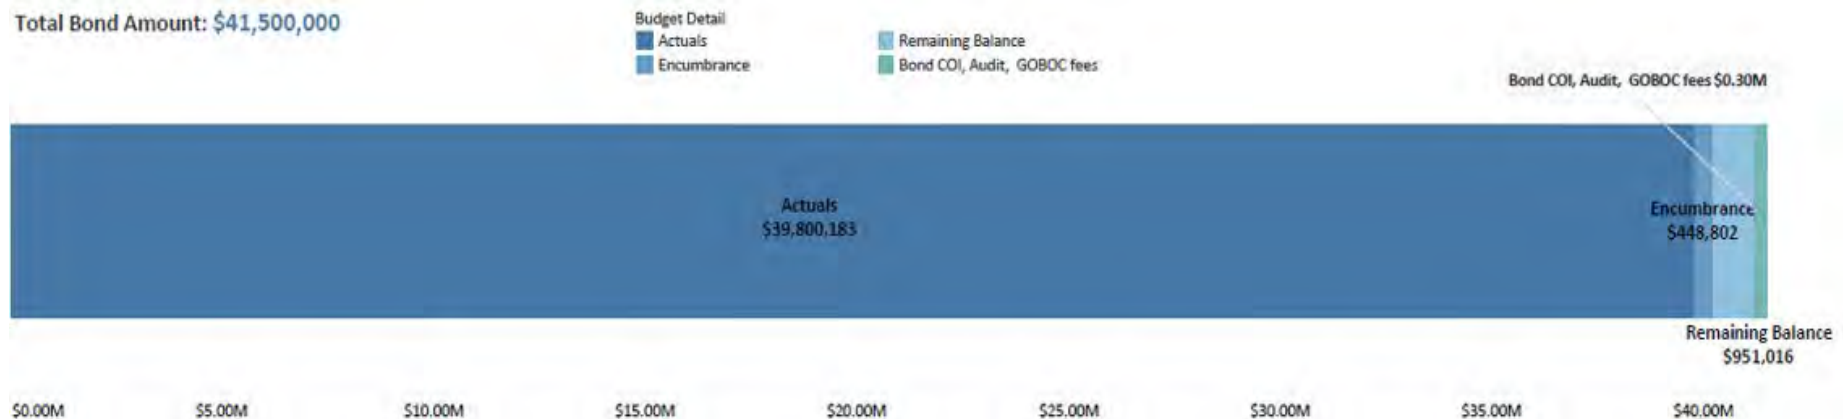 Total Bond Amount: $41,500,000
Budget Detail
Actuals
Remaining Balance
Encumbrance
Bond COI, Audit, GOBOC fees
Bond COI, Audit, GOBOC fees $0.30M
Actuals
$39,800,183
Encumbrance
$448,802
Remaining Balance
$951,016
$0.00M $5.00M $10.00M $15.00M $20.00M $25.00M $30.00M $35.00M $40.00M